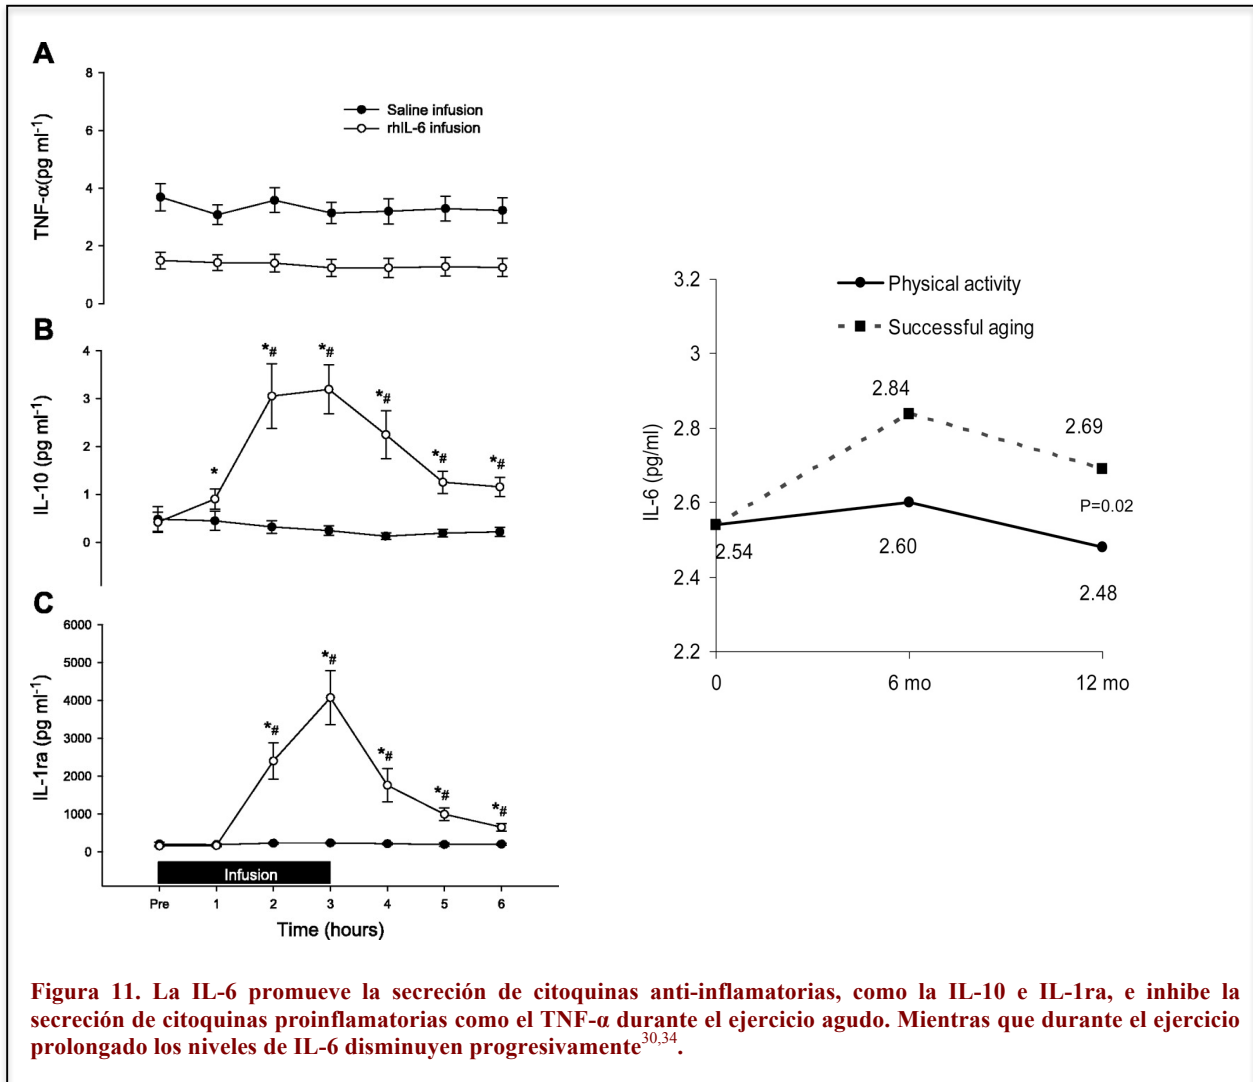 A
8
6
4
2
0
TNF-α(pg ml⁻¹)
Saline infusion
rhIL-6 infusion
B
4
3
2
1
0
IL-10 (pg ml⁻¹)
*
*#
*#
*#
*#
*#
C
6000
5000
4000
3000
2000
1000
0
IL-1ra (pg ml⁻¹)
*#
*#
*#
*#
*#
Infusion
Pre 1 2 3 4 5 6
Time (hours)
3.2
3
2.8
2.6
2.4
2.2
IL-6 (pg/ml)
Physical activity
Successful aging
2.84
2.69
P=0.02
2.54
2.60
2.48
0 6 mo 12 mo
Figura 11. La IL-6 promueve la secreción de citoquinas anti-inflamatorias, como la IL-10 e IL-1ra, e inhibe la
secreción de citoquinas proinflamatorias como el TNF-α durante el ejercicio agudo. Mientras que durante el ejercicio
prolongado los niveles de IL-6 disminuyen progresivamente³⁰,³⁴.